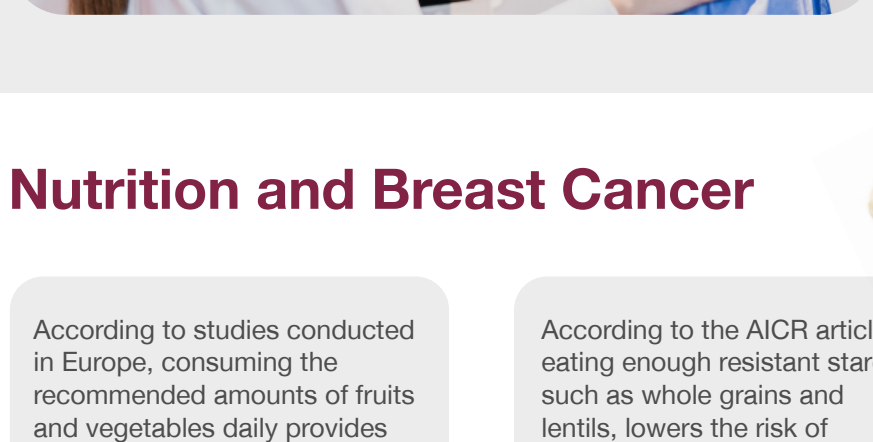 Nutrition and Breast Cancer
According to studies conducted
in Europe, consuming the
recommended amounts of fruits
and vegetables daily provides
According to the AICR
eating enough resistant
such as whole grains and
lentils, lowers the risk of